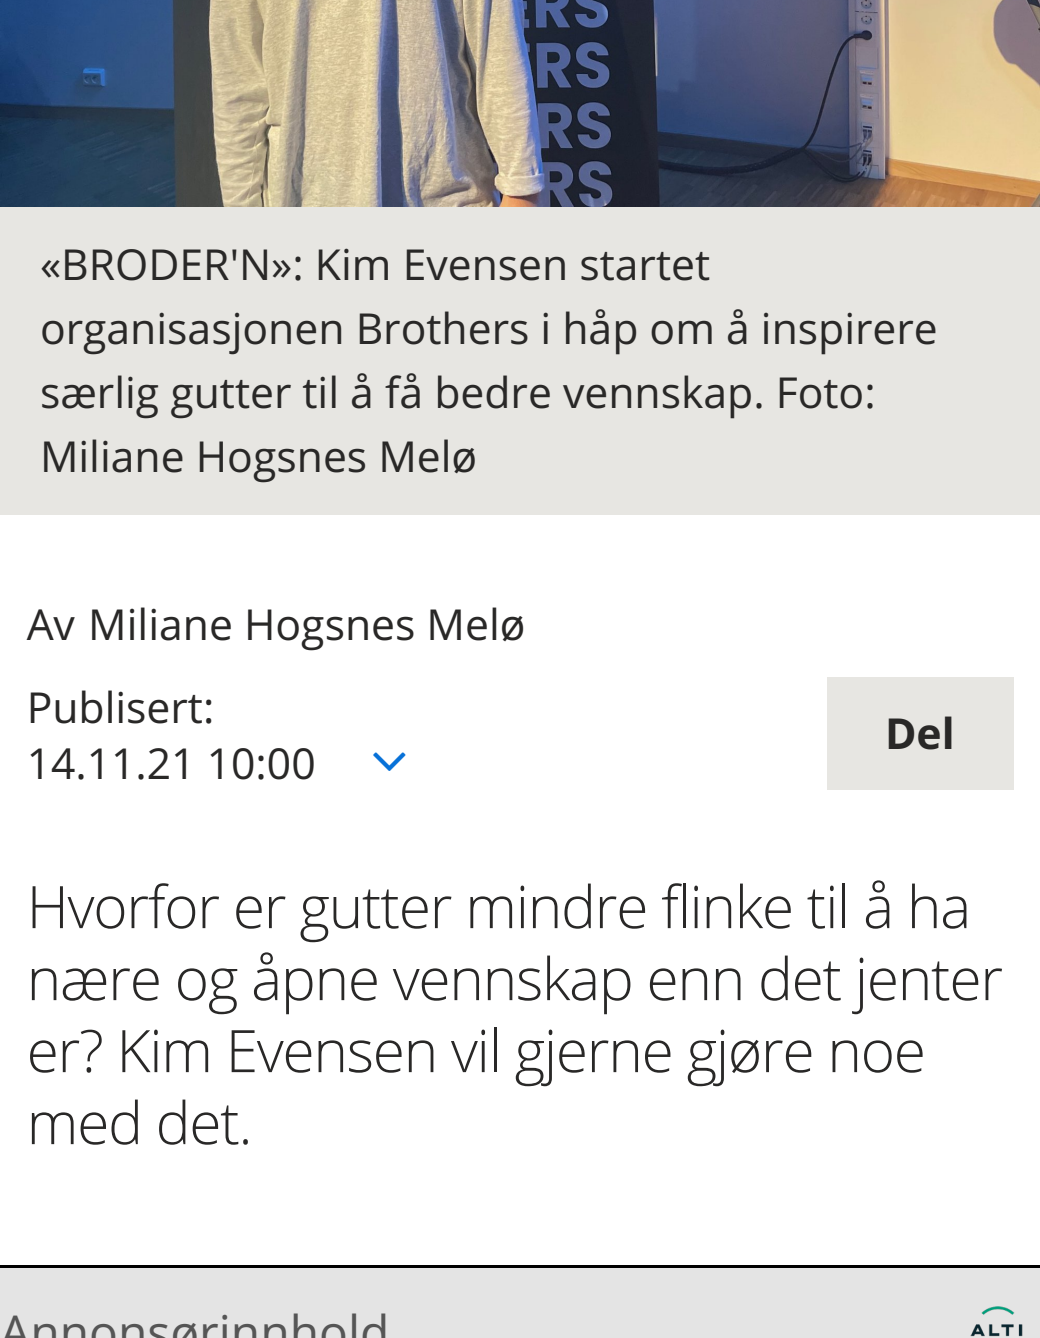 ERS
RS
RS
RS
«BRODER'N»: Kim Evensen startet
organisasjonen Brothers i håp om å inspirere
særlig gutter til å få bedre vennskap. Foto:
Miliane Hogsnes Melø
Av Miliane Hogsnes Melø
Publisert:
14.11.21 10:00
Del
Hvorfor er gutter mindre flinke til å ha
nære og åpne vennskap enn det jenter
er? Kim Evensen vil gjerne gjøre noe
med det.
Annonsørinnhold
ALTI